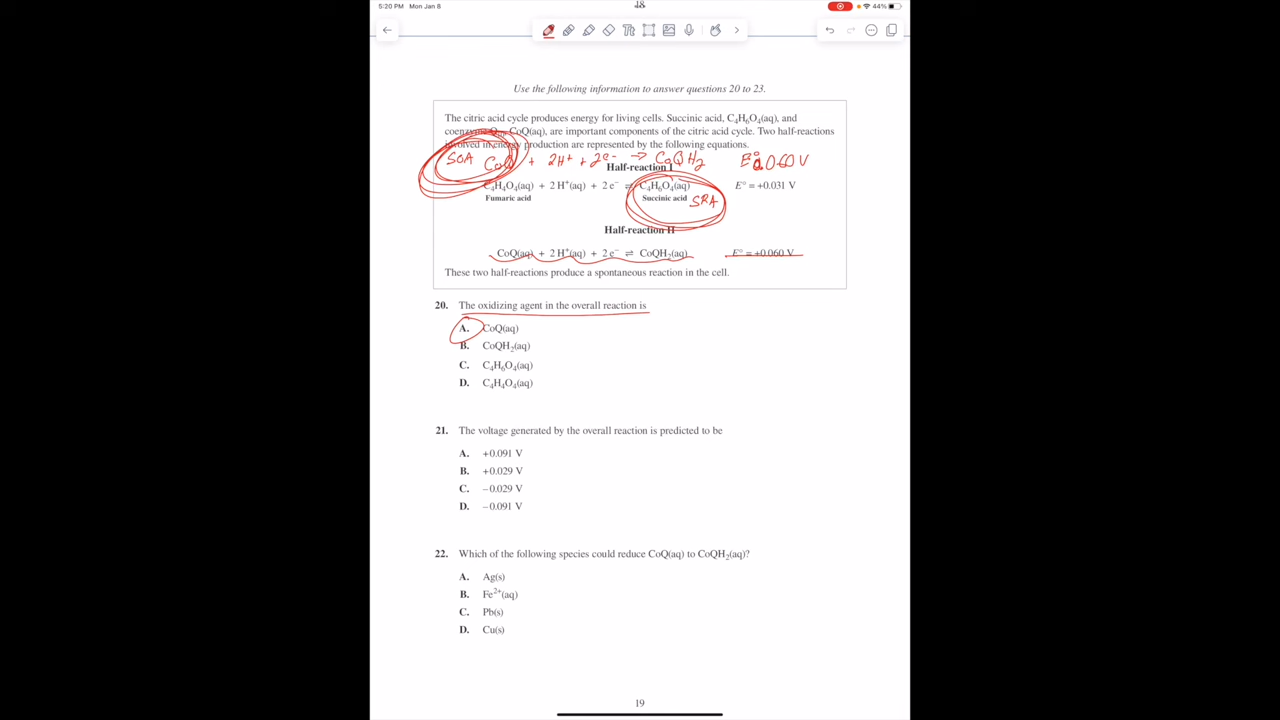 5:20 PM Mon Jan 8
18
44%
Use the following information to answer questions 20 to 23.
The citric acid cycle produces energy for living cells. Succinic acid, C₄H₆O₄(aq), and
CoQ(aq), are important components of the citric acid cycle. Two half-reactions
involved in energy production are represented by the following equations.
SOA CoQ + 2H⁺ + 2e⁻ → CoQH₂ E° 0.060 V
Half-reaction I
C₄H₄O₄(aq) + 2 H⁺(aq) + 2 e⁻ ⇌ C₄H₆O₄(aq) E° = +0.031 V
Fumaric acid Succinic acid SRA
Half-reaction II
CoQ(aq) + 2 H⁺(aq) + 2 e⁻ ⇌ CoQH₂(aq) E° = +0.060 V
These two half-reactions produce a spontaneous reaction in the cell.
20. The oxidizing agent in the overall reaction is
A. CoQ(aq)
B. CoQH₂(aq)
C. C₄H₆O₄(aq)
D. C₄H₄O₄(aq)
21. The voltage generated by the overall reaction is predicted to be
A. +0.091 V
B. +0.029 V
C. –0.029 V
D. –0.091 V
22. Which of the following species could reduce CoQ(aq) to CoQH₂(aq)?
A. Ag(s)
B. Fe²⁺(aq)
C. Pb(s)
D. Cu(s)
19